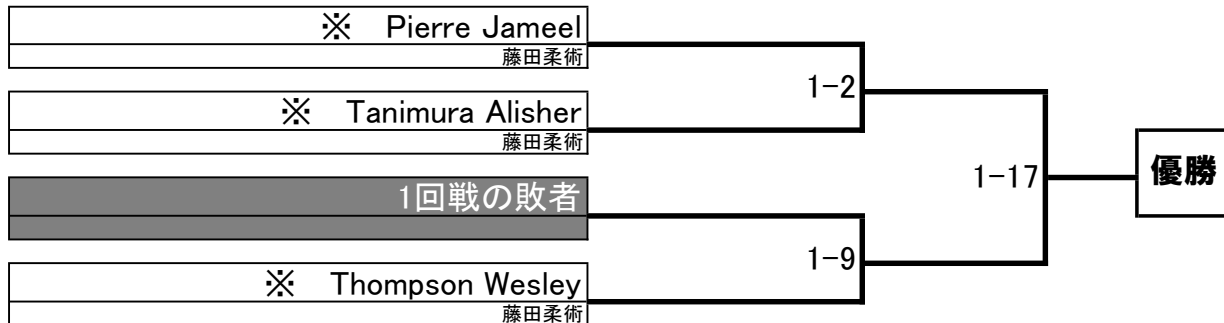 ※ Pierre Jameel
藤田柔術
1-2
※ Tanimura Alisher
藤田柔術
1回戦の敗者
1-17
優勝
1-9
※ Thompson Wesley
藤田柔術